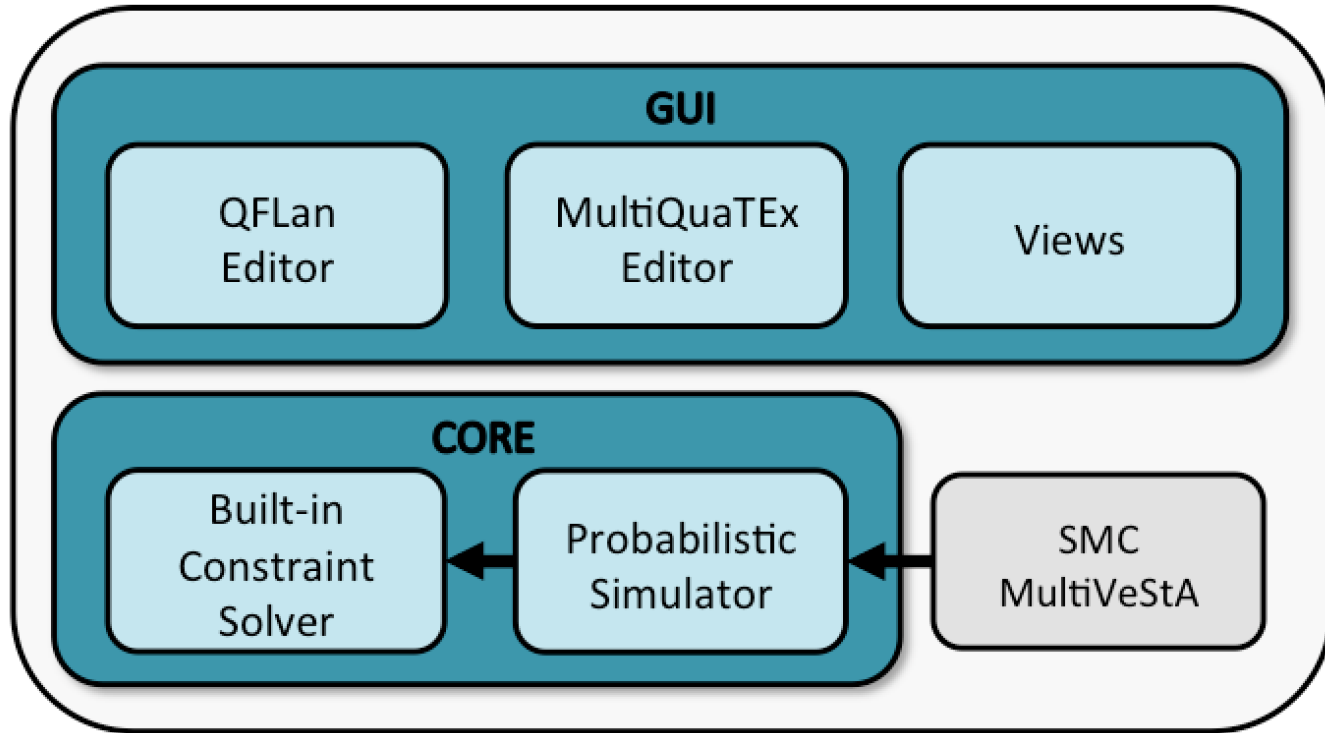 GUI
QFLan
Editor
MultiQuaTEx
Editor
Views
CORE
Built-in
Constraint
Solver
Probabilistic
Simulator
SMC
MultiVeStA